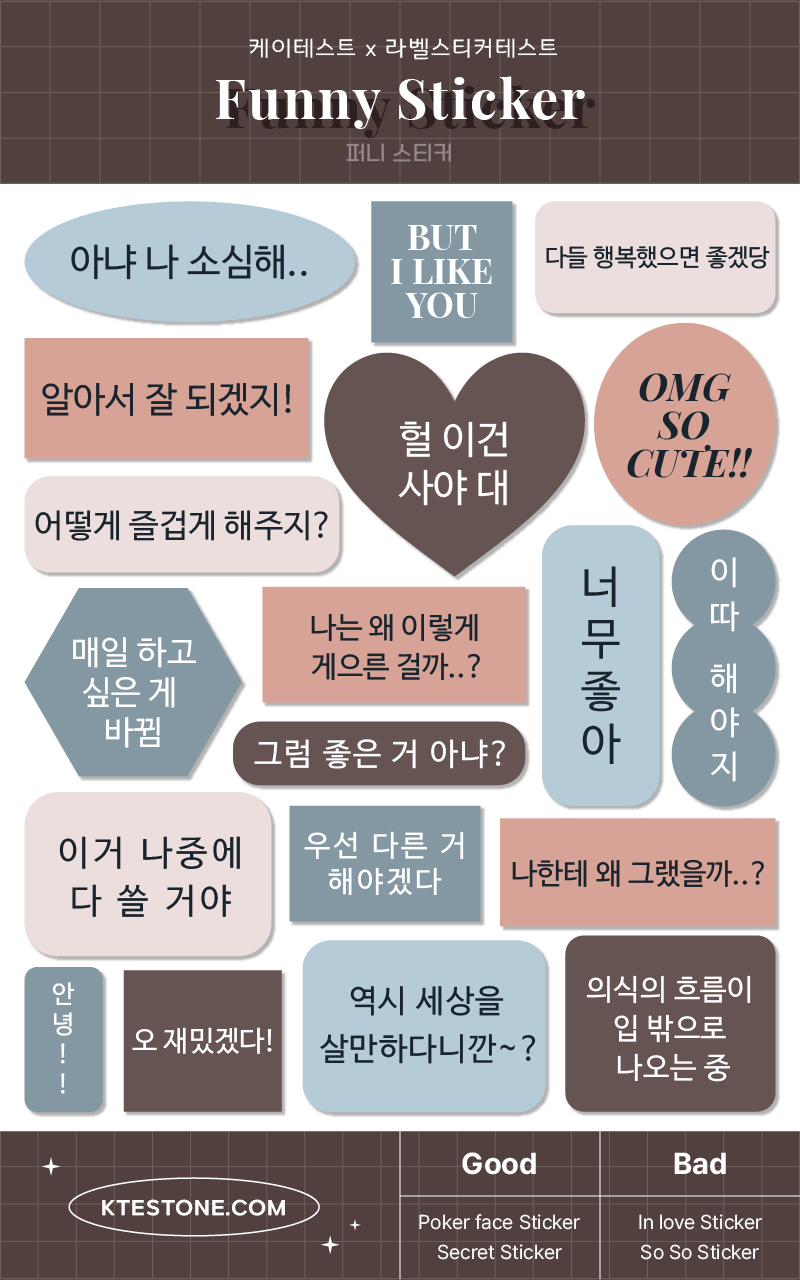 케이테스트 x 라벨스티커테스트
Funny Sticker
퍼니 스티커
아냐 나 소심해..
BUT
I LIKE
YOU
다들 행복했으면 좋겠당
알아서 잘 되겠지!
헐 이건
사야 대
OMG
SO
CUTE!!
어떻게 즐겁게 해주지?
너
무
좋
아
이
따
해
야
지
매일 하고
싶은 게
바뀜
나는 왜 이렇게
게으른 걸까..?
그럼 좋은 거 아냐?
이거 나중에
다 쓸 거야
우선 다른 거
해야겠다
나한테 왜 그랬을까..?
안
녕
!
!
오 재밌겠다!
역시 세상을
살만하다니깐~?
의식의 흐름이
입 밖으로
나오는 중
KTESTONE.COM
Good
Poker face Sticker
Secret Sticker
Bad
In love Sticker
So So Sticker